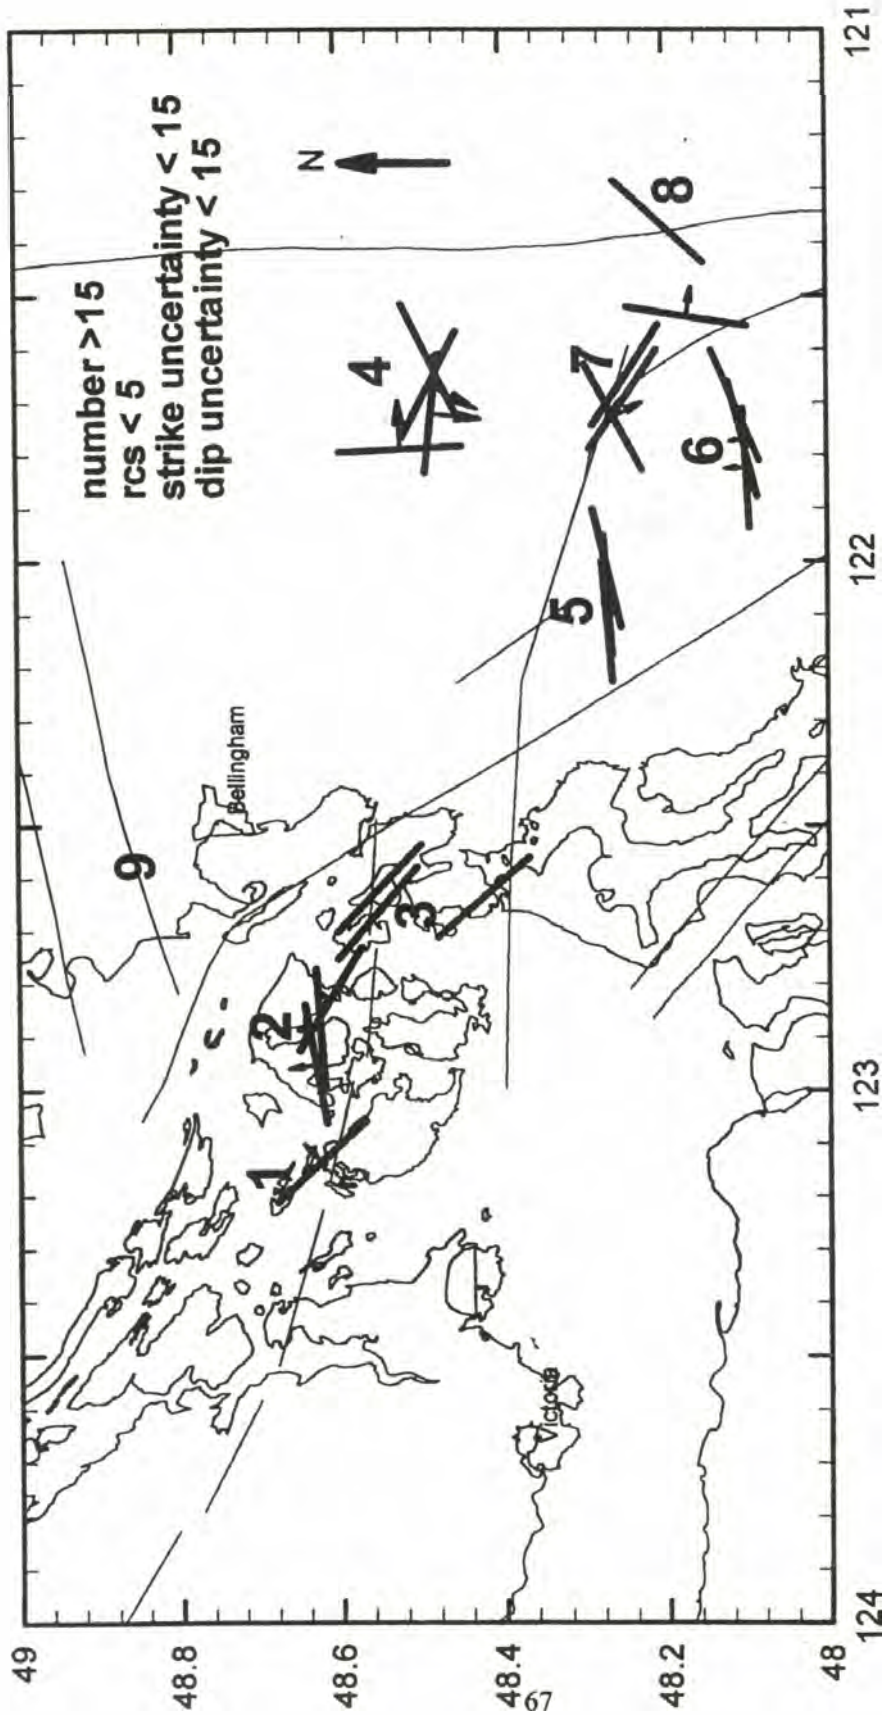 number >15
rcs < 5
strike uncertainty < 15
dip uncertainty < 15
N
49
48.8
48.6
48.4
48.2
48
9
Bellingham
1
2
3
4
5
6
7
8
Victoria
124
123
122
121
67